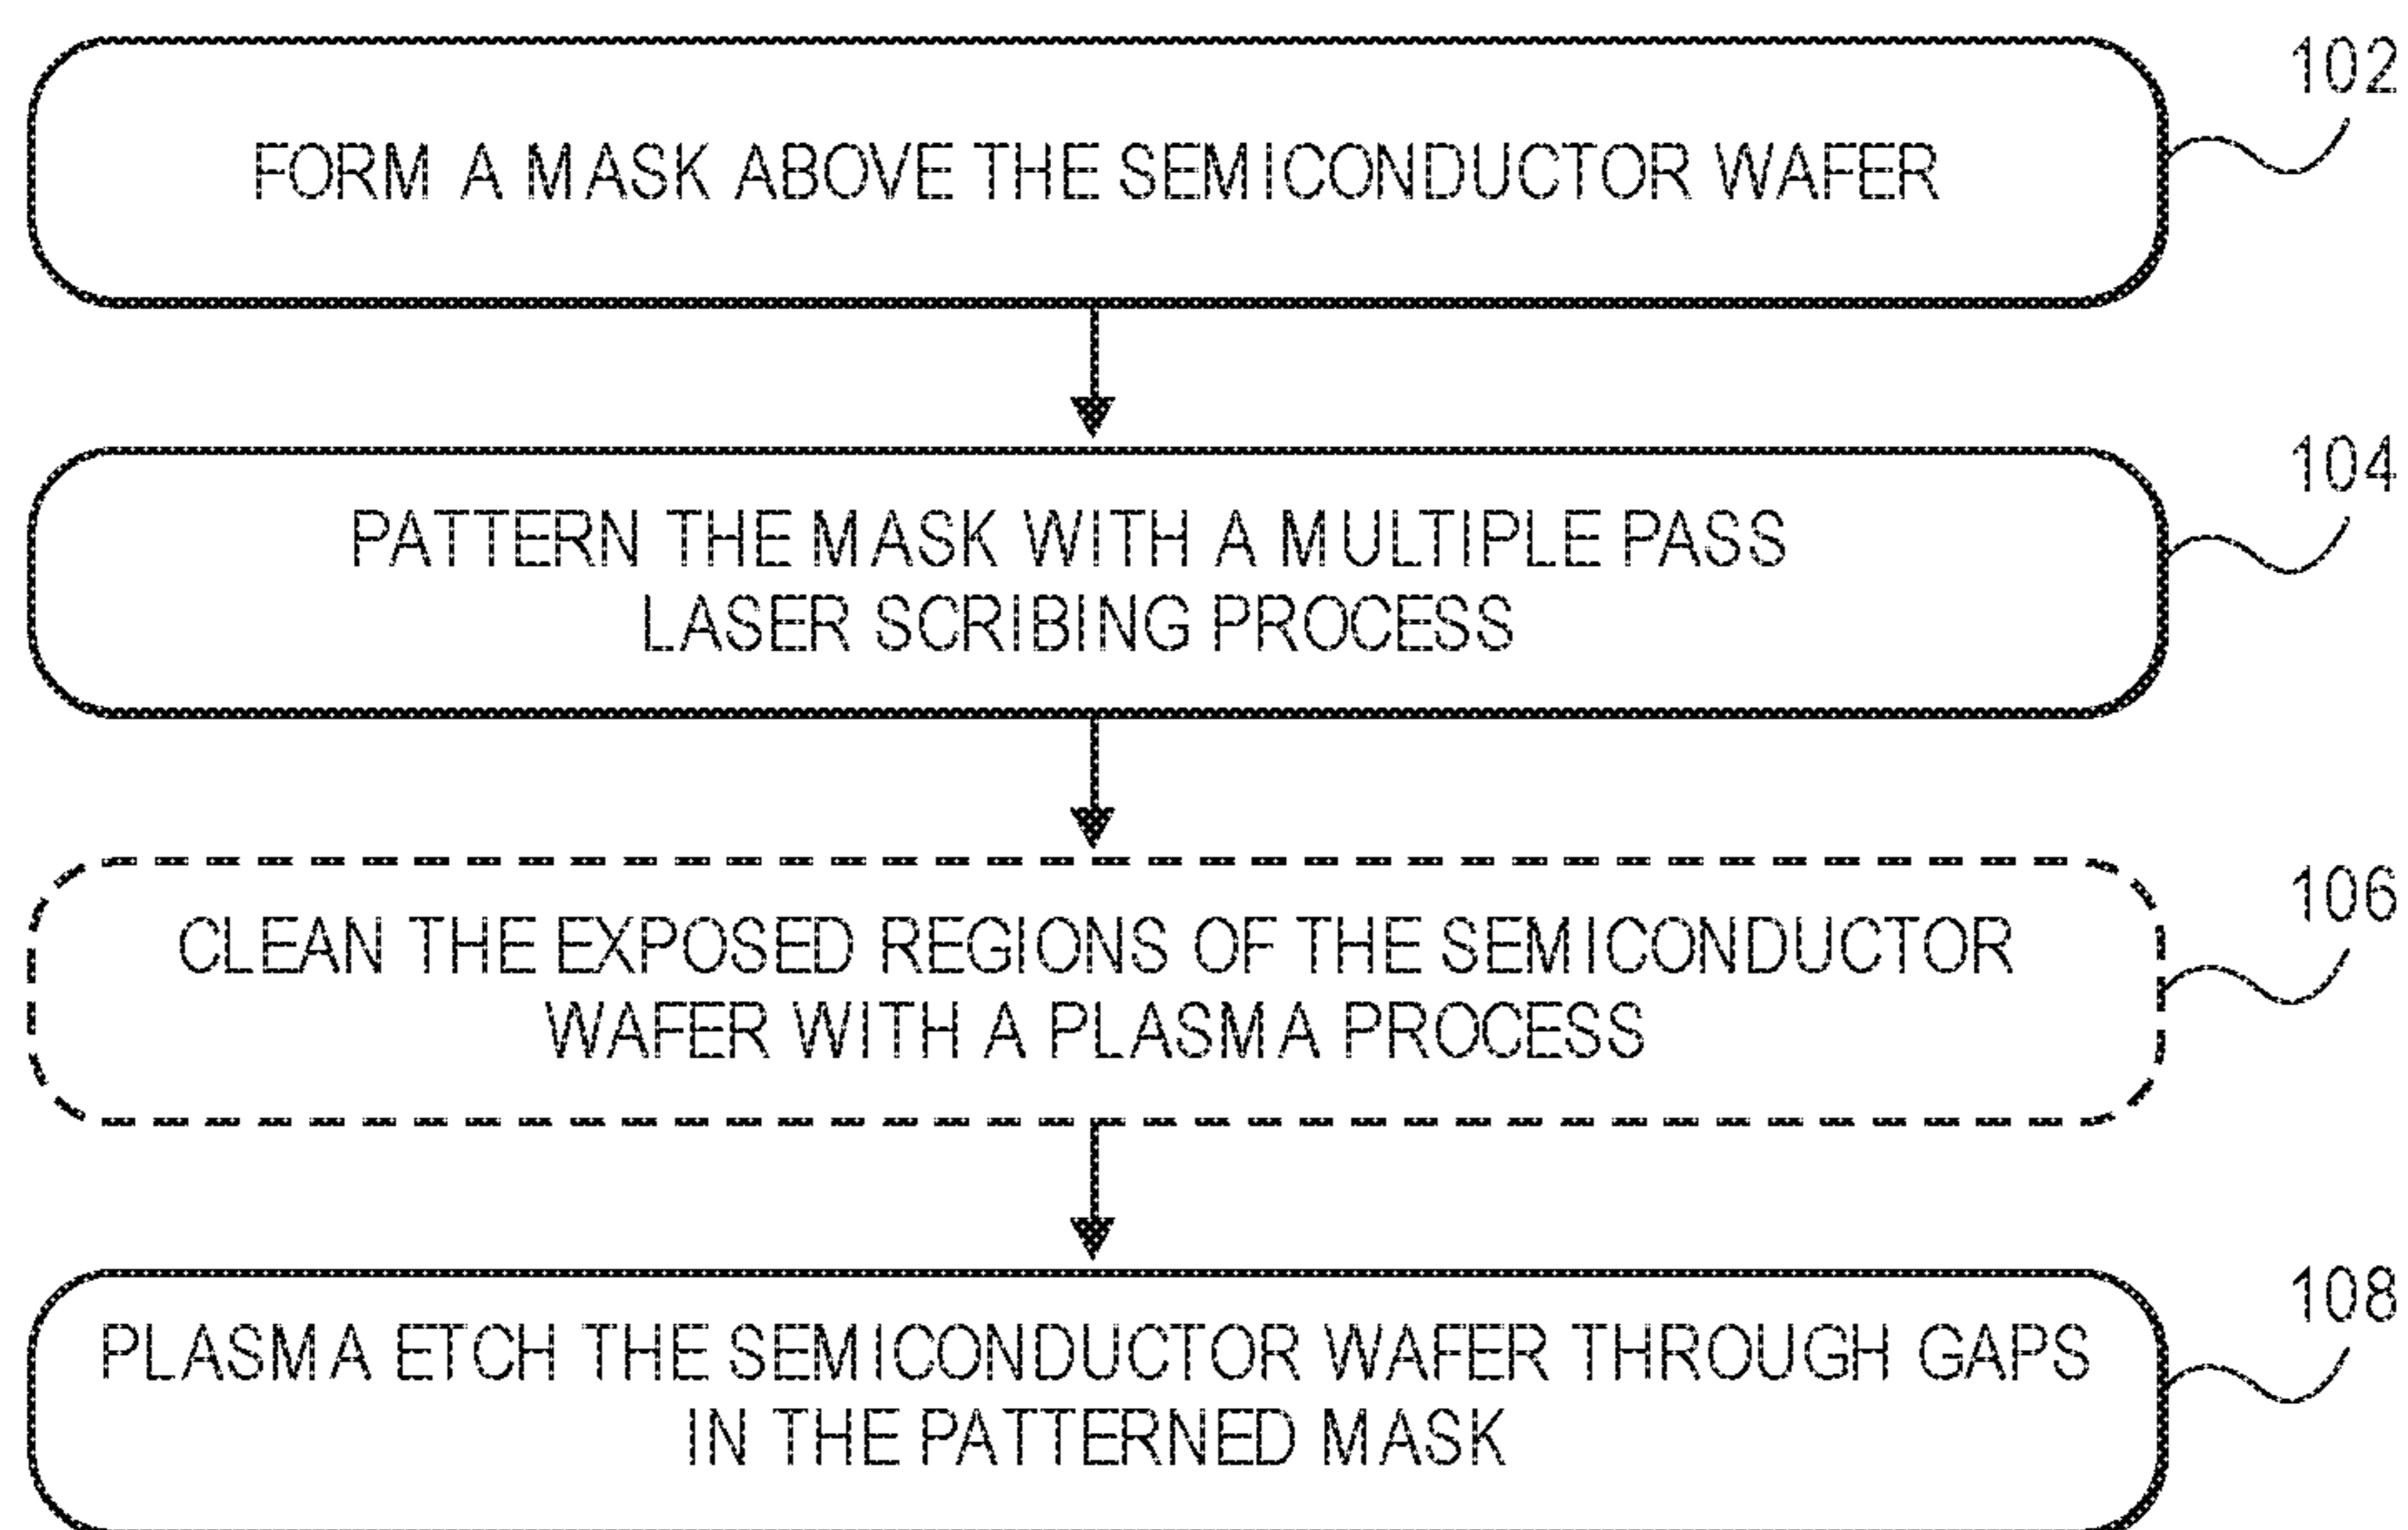 102
FORM A MASK ABOVE THE SEMICONDUCTOR WAFER
104
PATTERN THE MASK WITH A MULTIPLE PASS
LASER SCRIBING PROCESS
106
CLEAN THE EXPOSED REGIONS OF THE SEMICONDUCTOR
WAFER WITH A PLASMA PROCESS
108
PLASMA ETCH THE SEMICONDUCTOR WAFER THROUGH GAPS
IN THE PATTERNED MASK